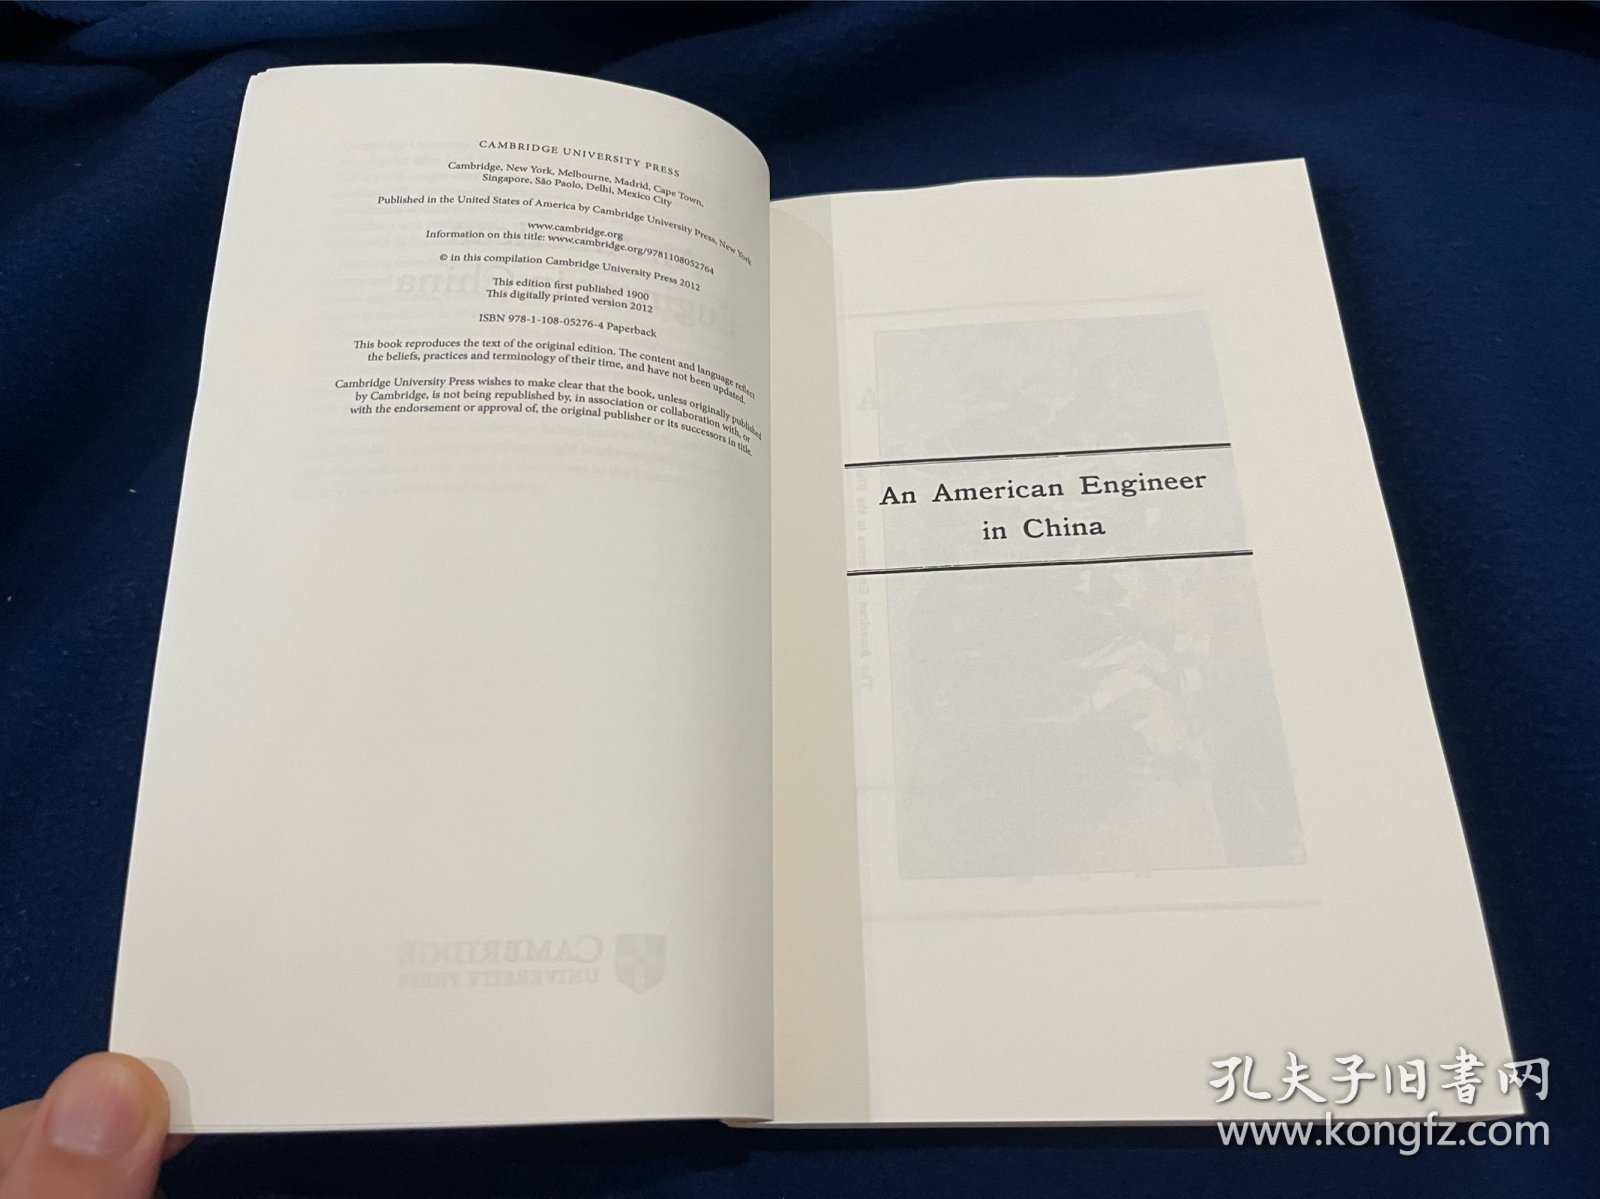 CAMBRIDGE UNIVERSITY PRESS
Cambridge, New York, Melbourne, Madrid, Cape Town,
Singapore, São Paolo, Delhi, Mexico City
Published in the United States of America by Cambridge University Press, New York
www.cambridge.org
Information on this title: www.cambridge.org/9781108052764
© in this compilation Cambridge University Press 2012
This edition first published 1900
This digitally printed version 2012
ISBN 978-1-108-05276-4 Paperback
This book reproduces the text of the original edition. The content and language reflect
the beliefs, practices and terminology of their time, and have not been updated.
Cambridge University Press wishes to make clear that the book, unless originally published
by Cambridge, is not being republished by, in association or collaboration with, or
with the endorsement or approval of, the original publisher or its successors in title.
CAMBRIDGE
UNIVERSITY PRESS
An American Engineer
in China
孔夫子旧书网
www.kongfz.com